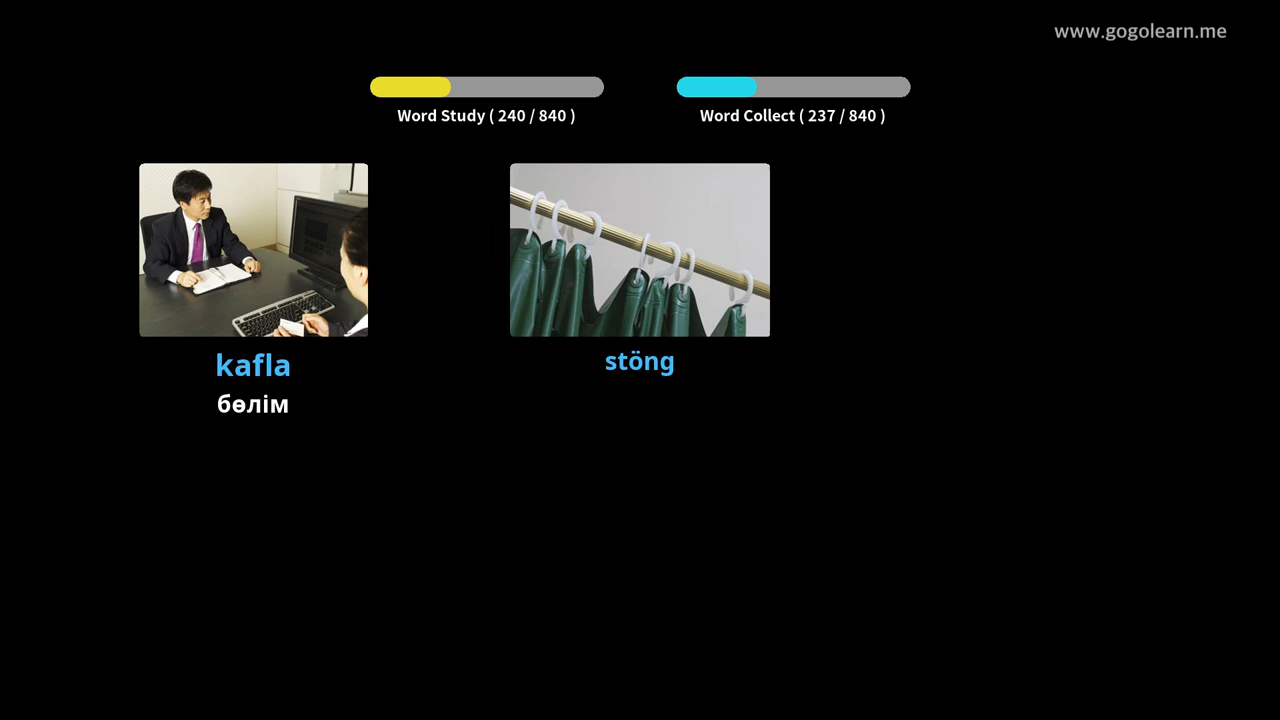 www.gogolearn.me
Word Study ( 240 / 840 )
Word Collect ( 237 / 840 )
kafla
бөлім
stöng